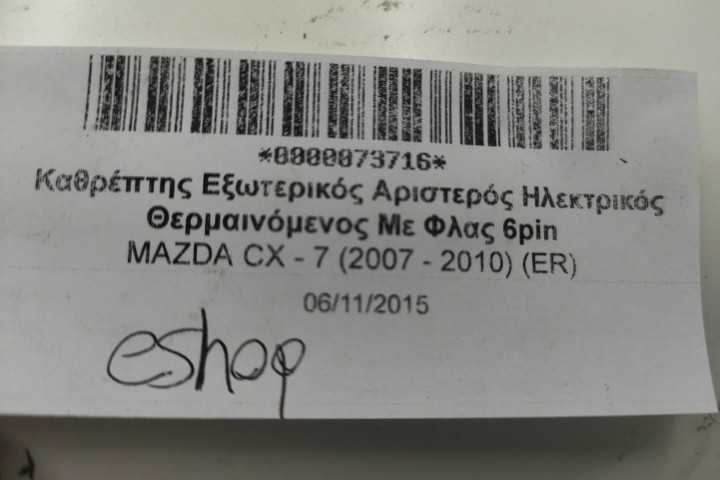 *0000073716*
Καθρέπτης Εξωτερικός Αριστερός Ηλεκτρικός
Θερμαινόμενος Με Φλας 6pin
MAZDA CX - 7 (2007 - 2010) (ER)
06/11/2015
eshop